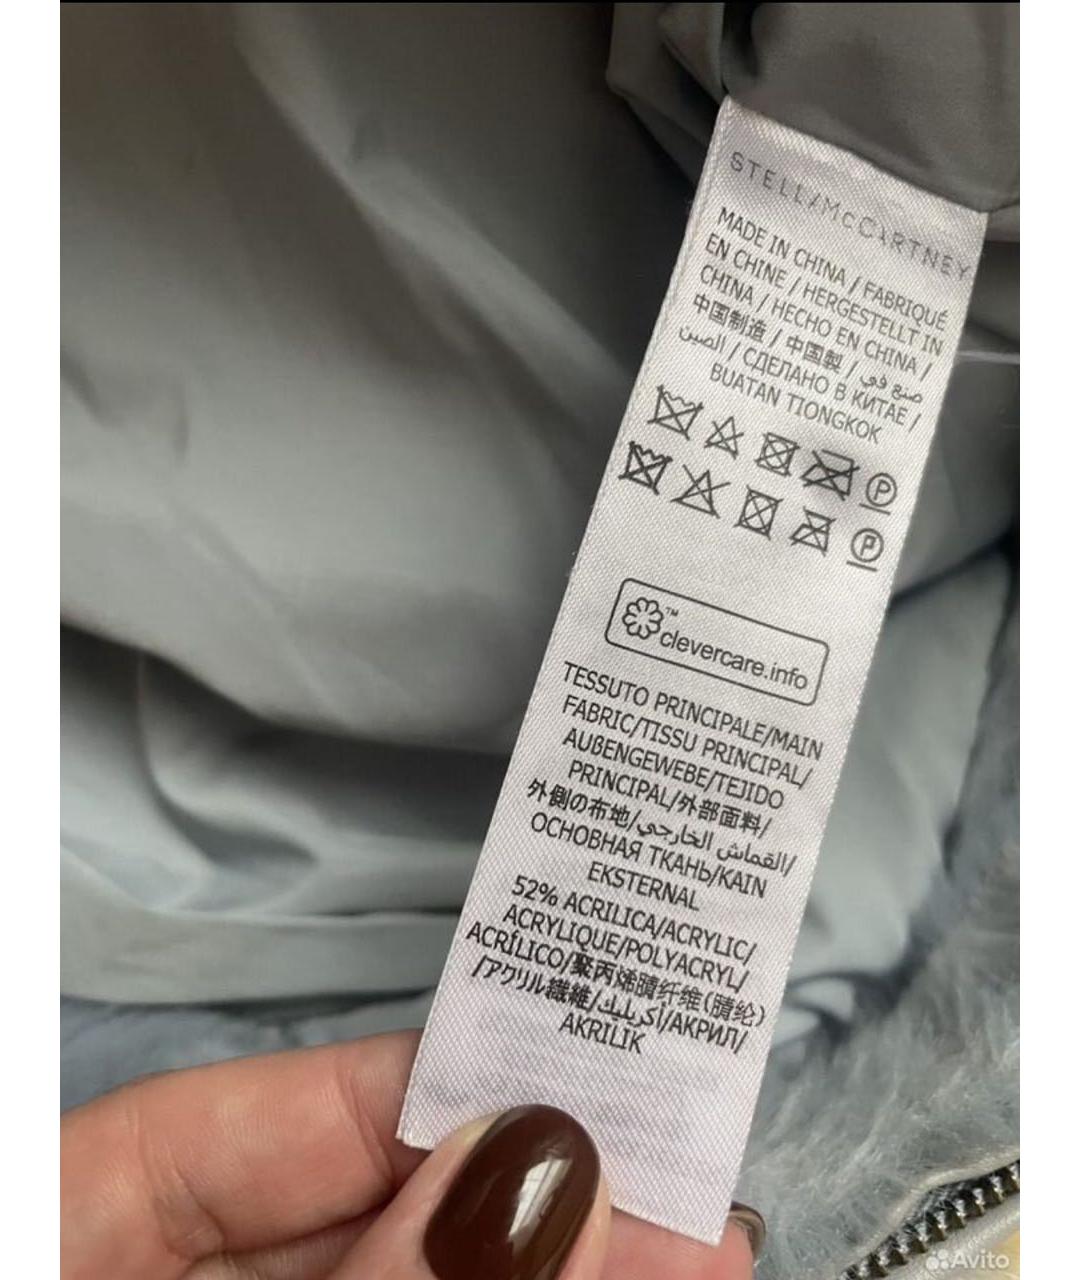 STELLA McCARTNEY
MADE IN CHINA / FABRIQUÉ
EN CHINE / HERGESTELLT IN
CHINA / HECHO EN CHINA /
中国制造 / 中国製 / صنع في
الصين / СДЕЛАНО В КИТАЕ /
BUATAN TIONGKOK
P
P
™
clevercare.info
TESSUTO PRINCIPALE/MAIN
FABRIC/TISSU PRINCIPAL/
AUßENGEWEBE/TEJIDO
PRINCIPAL/外部面料/
外側の布地/القماش الخارجي/
ОСНОВНАЯ ТКАНЬ/KAIN
EKSTERNAL
52% ACRILICA/ACRYLIC/
ACRYLIQUE/POLYACRYL/
ACRÍLICO/聚丙烯腈纤维(腈纶)
/アクリル繊維/أكريليك/АКРИЛ/
AKRILIK
Avito